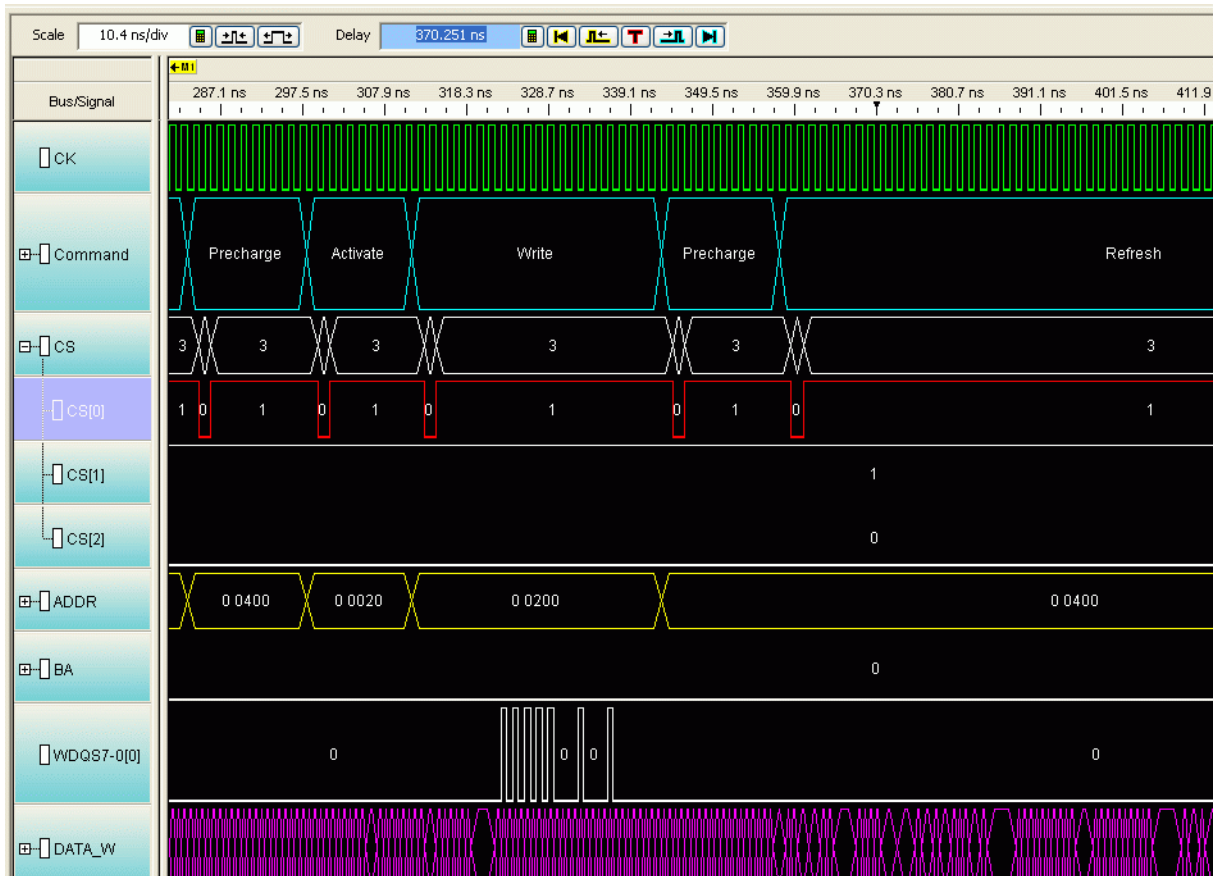 Scale 10.4 ns/div Delay 370.251 ns T
M1
Bus/Signal 287.1 ns 297.5 ns 307.9 ns 318.3 ns 328.7 ns 339.1 ns 349.5 ns 359.9 ns 370.3 ns 380.7 ns 391.1 ns 401.5 ns 411.9
CK
Command Precharge Activate Write Precharge Refresh
CS 3 3 3 3 3 3
CS[0] 1 0 1 0 1 0 1 0 1 0 1
CS[1] 1
CS[2] 0
ADDR 0 0400 0 0020 0 0200 0 0400
BA 0
WDQS7-0[0] 0 0 0 0
DATA_W